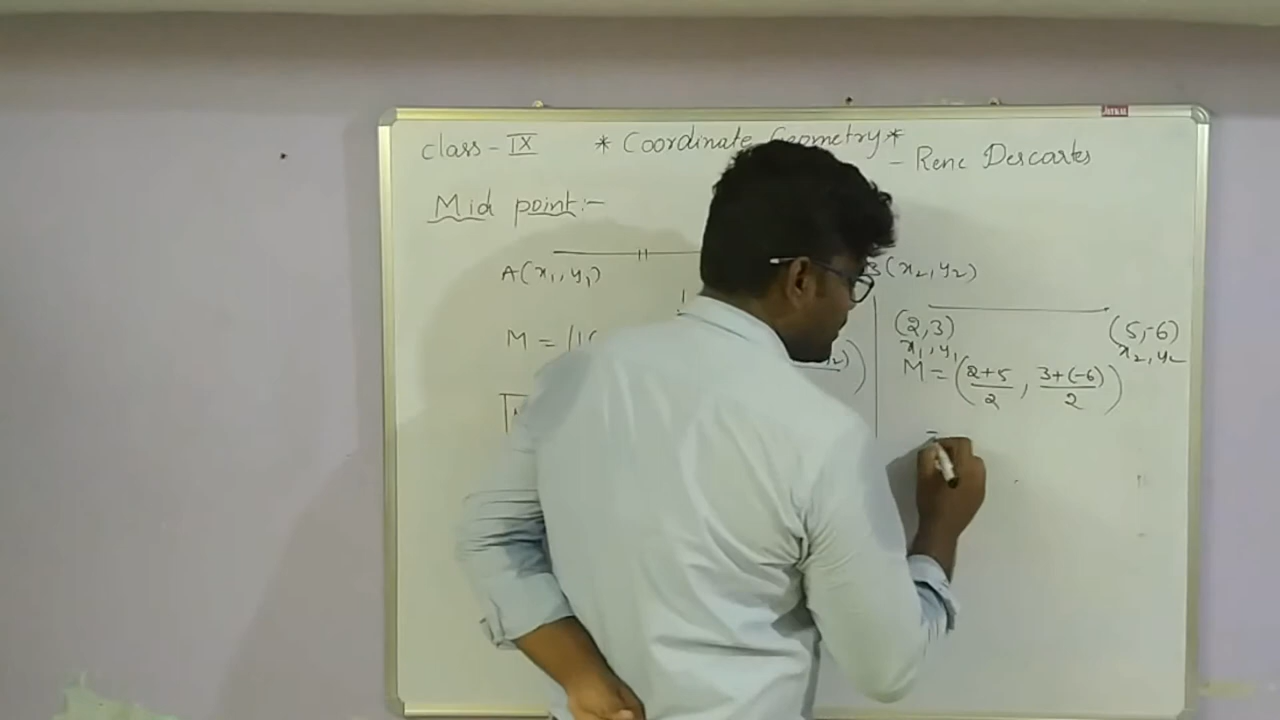 class - IX * Coordinate Geometry *
- Rene Descartes
Mid point :-
A(x₁, y₁) B(x₂, y₂)
(2,3) (5,-6)
x₁, y₁ x₂, y₂
M =
M = (2+5/2, 3+(-6)/2)